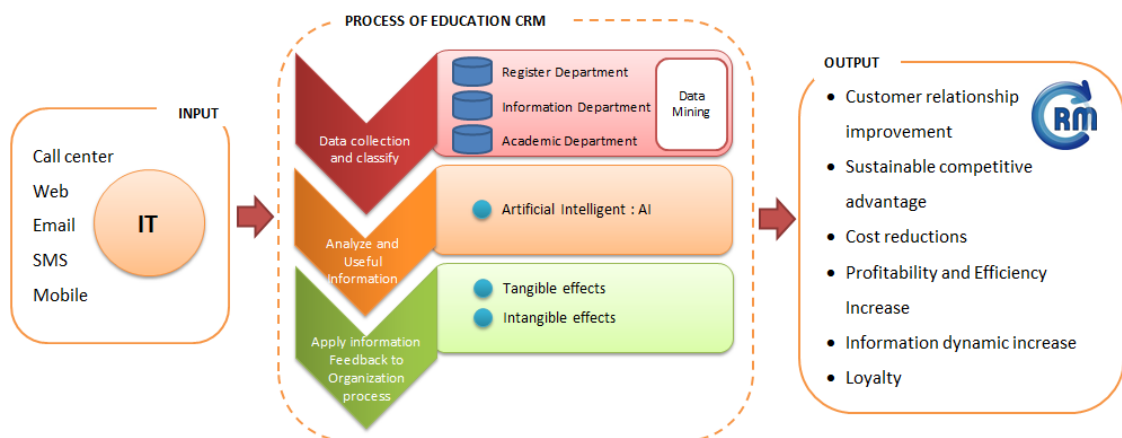 PROCESS OF EDUCATION CRM
INPUT
Call center
Web
Email
SMS
Mobile
IT
Data collection
and classify
Register Department
Information Department
Academic Department
Data
Mining
Analyze and
Useful
Information
Artificial Intelligent : AI
Apply information
Feedback to
Organization
process
Tangible effects
Intangible effects
OUTPUT
CRM
Customer relationship
improvement
Sustainable competitive
advantage
Cost reductions
Profitability and Efficiency
Increase
Information dynamic increase
Loyalty